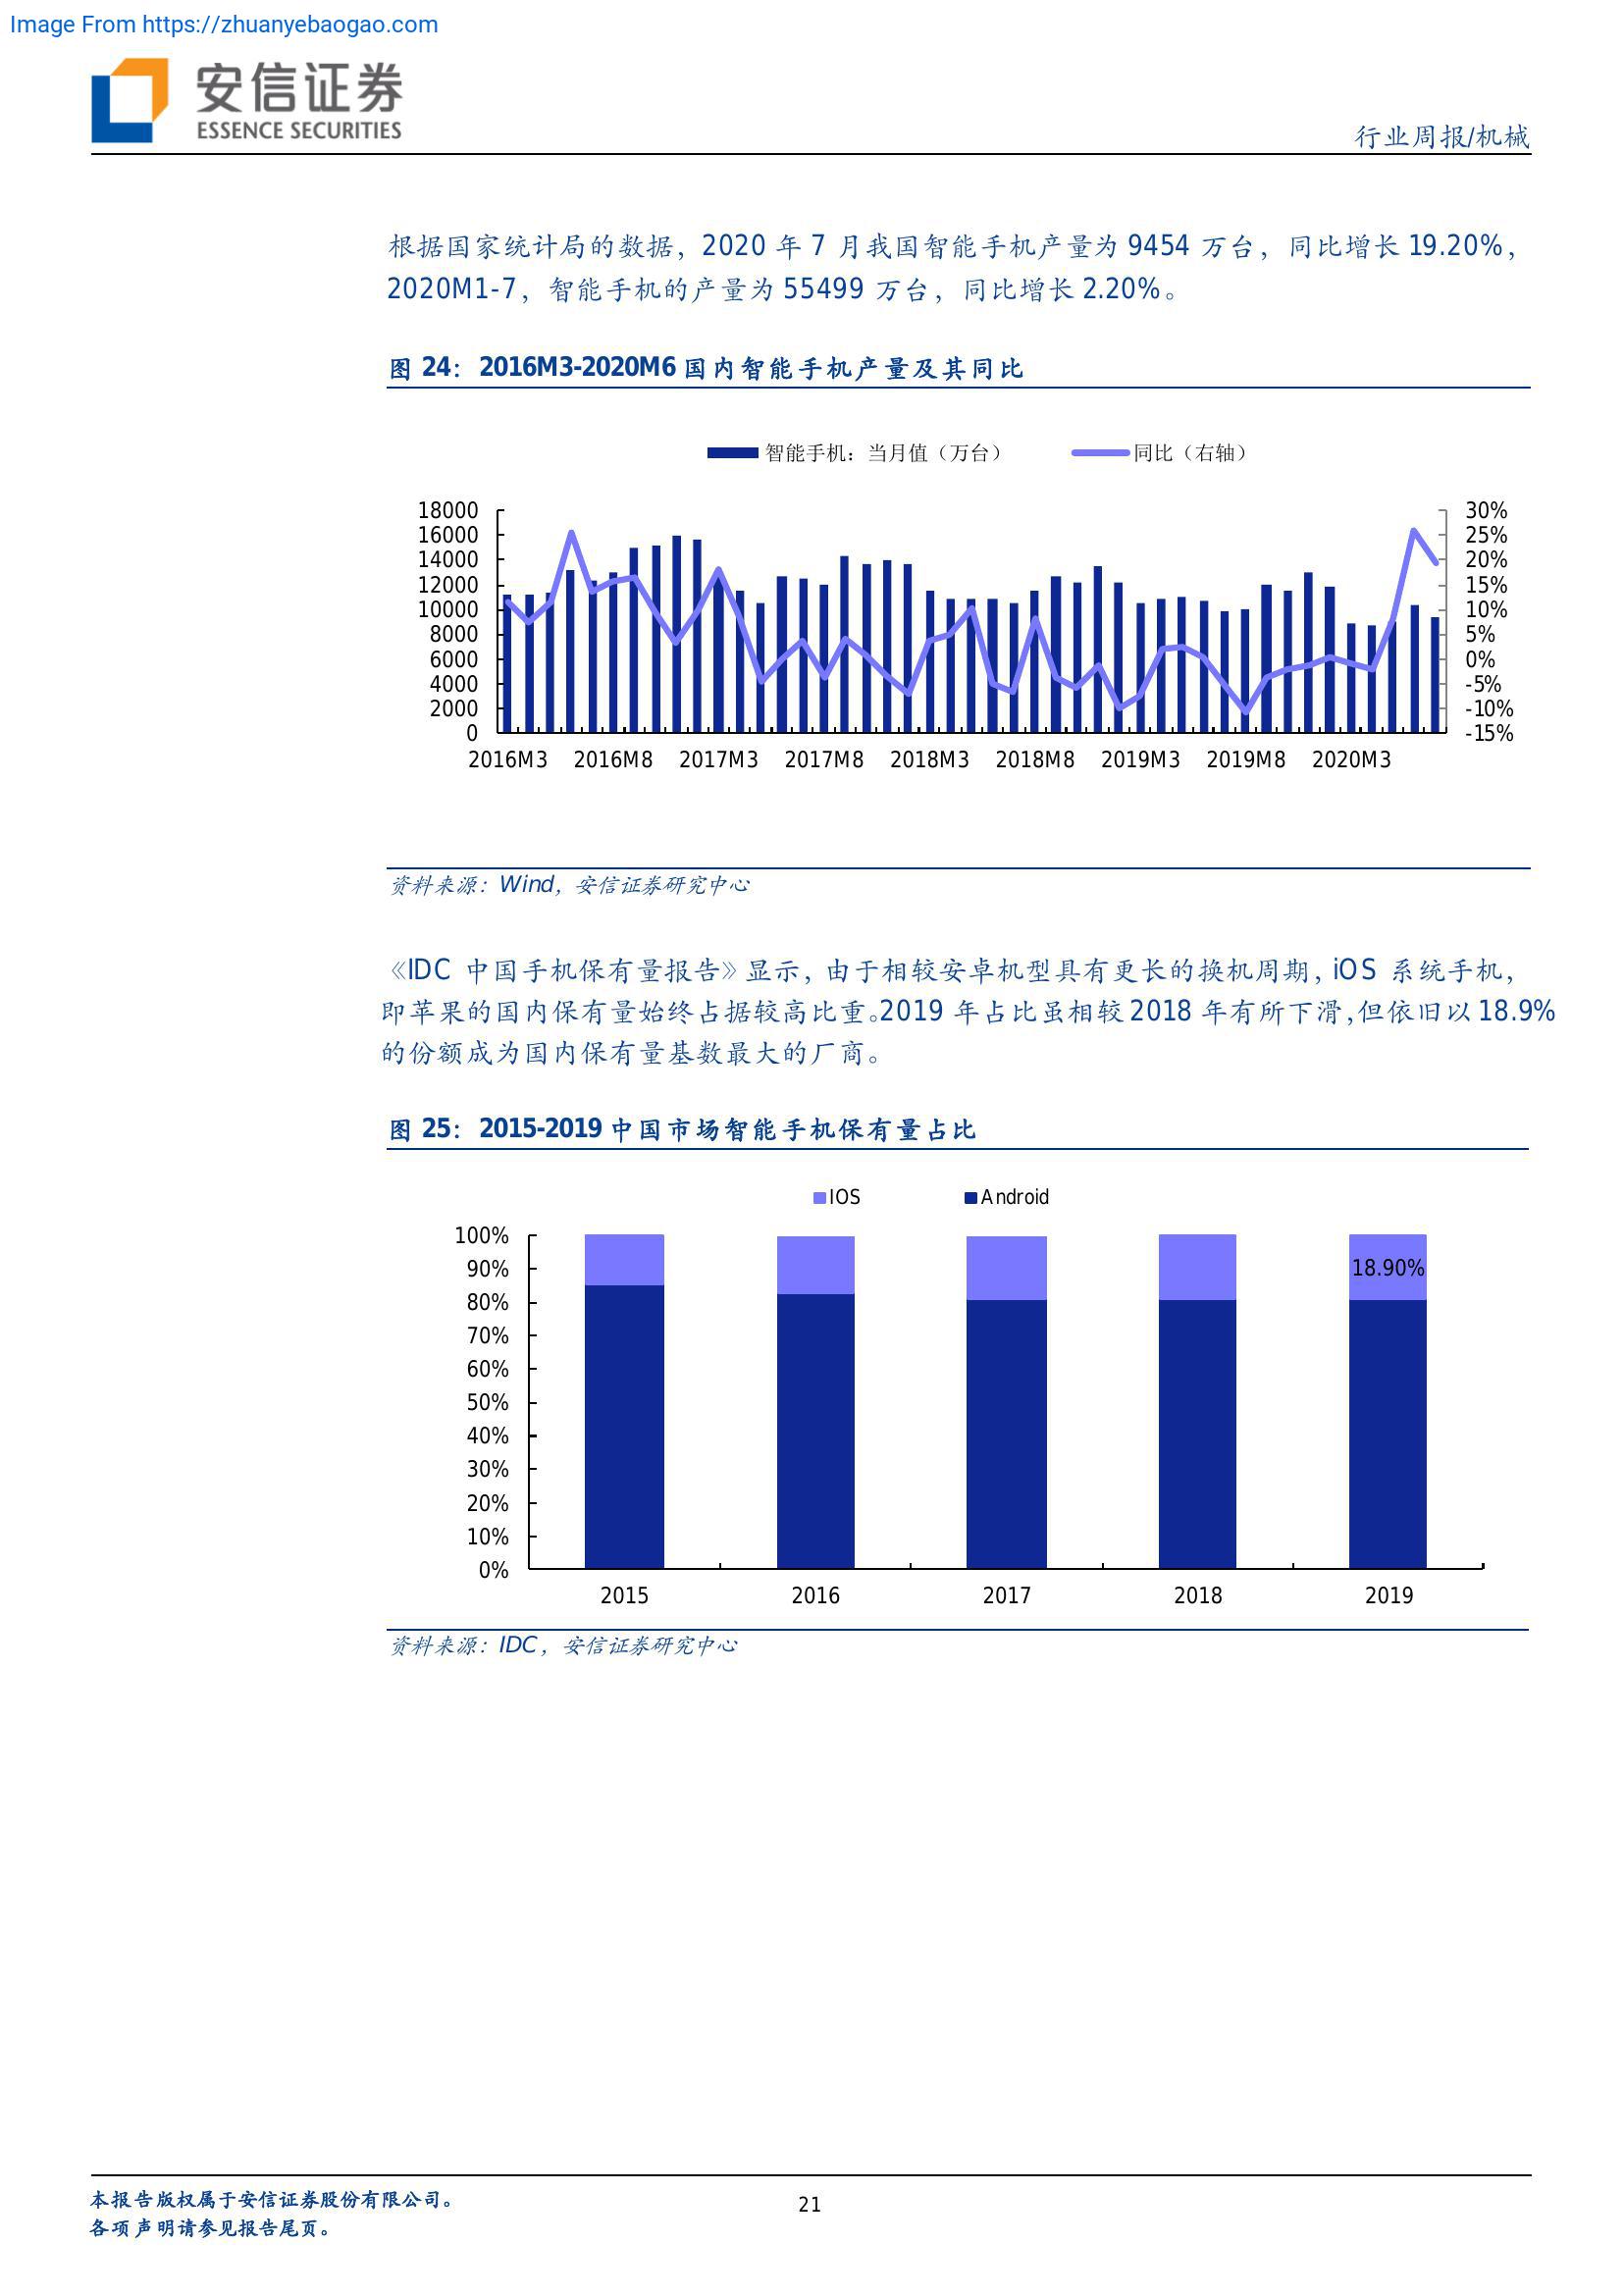 Image From https://zhuanyebaogao.com
安信证券
ESSENCE SECURITIES
行业周报/机械
根据国家统计局的数据，2020 年 7 月我国智能手机产量为 9454 万台，同比增长 19.20%，
2020M1-7，智能手机的产量为 55499 万台，同比增长 2.20%。
图 24：2016M3-2020M6 国内智能手机产量及其同比
智能手机：当月值（万台） 同比（右轴）
18000 30%
16000 25%
14000 20%
12000 15%
10000 10%
8000 5%
6000 0%
4000 -5%
2000 -10%
0 -15%
2016M3 2016M8 2017M3 2017M8 2018M3 2018M8 2019M3 2019M8 2020M3
资料来源：Wind，安信证券研究中心
《IDC 中国手机保有量报告》显示，由于相较安卓机型具有更长的换机周期，iOS 系统手机，
即苹果的国内保有量始终占据较高比重。2019 年占比虽相较 2018 年有所下滑，但依旧以 18.9%
的份额成为国内保有量基数最大的厂商。
图 25：2015-2019 中国市场智能手机保有量占比
IOS Android
100%
90% 18.90%
80%
70%
60%
50%
40%
30%
20%
10%
0%
2015 2016 2017 2018 2019
资料来源：IDC，安信证券研究中心
本报告版权属于安信证券股份有限公司。
各项声明请参见报告尾页。
21